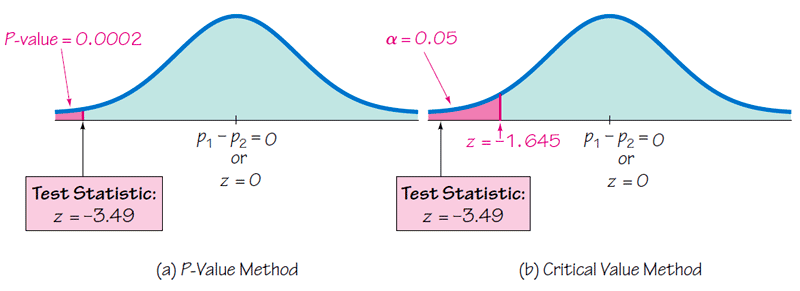 P-value = 0.0002
p₁ − p₂ = 0
or
z = 0
Test Statistic:
z = −3.49
(a) P-Value Method
α = 0.05
z = −1.645
p₁ − p₂ = 0
or
z = 0
Test Statistic:
z = −3.49
(b) Critical Value Method